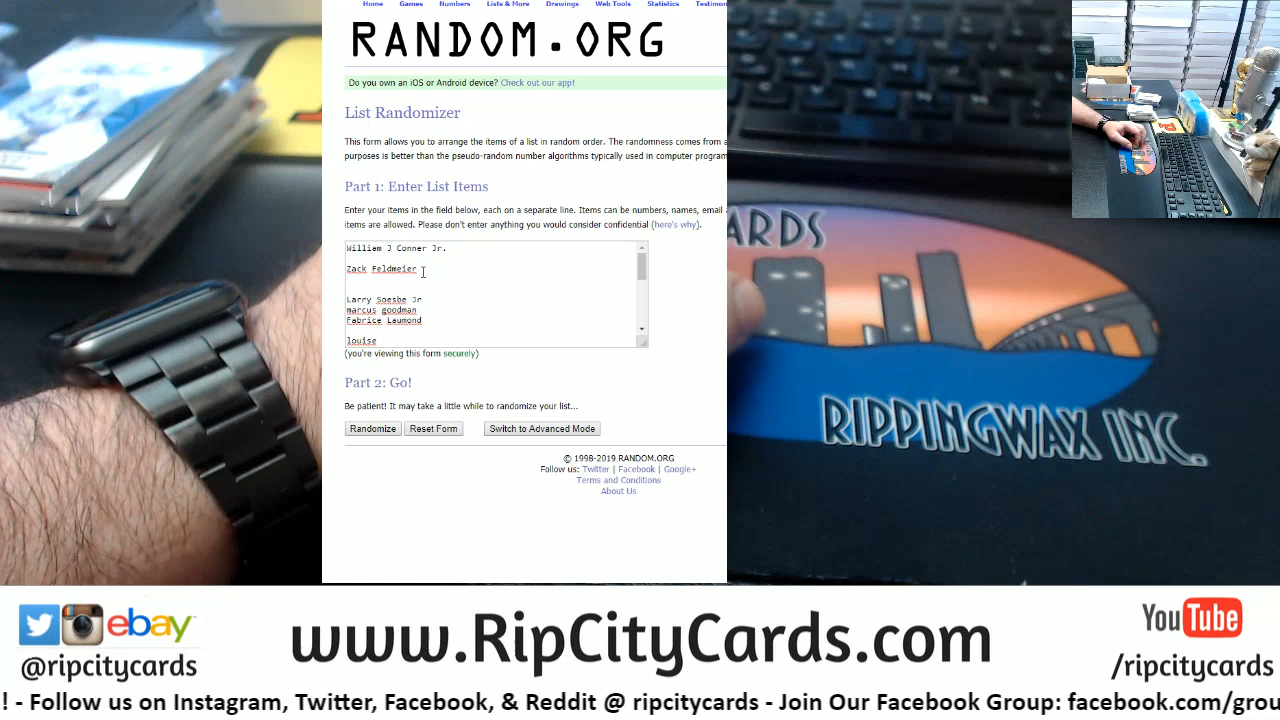 Home Games Numbers Lists & More Drawings Web Tools Statistics Testimon
RANDOM.ORG
Do you own an iOS or Android device? Check out our app!
List Randomizer
This form allows you to arrange the items of a list in random order. The randomness comes from a
purposes is better than the pseudo-random number algorithms typically used in computer program
Part 1: Enter List Items
Enter your items in the field below, each on a separate line. Items can be numbers, names, email a
items are allowed. Please don't enter anything you would consider confidential (here's why).
William J Conner Jr.
Zack Feldmeier
Larry Soesbe Jr
marcus goodman
Fabrice Laumond
louise
(you're viewing this form securely)
Part 2: Go!
Be patient! It may take a little while to randomize your list...
Randomize Reset Form Switch to Advanced Mode
© 1998-2019 RANDOM.ORG
Follow us: Twitter | Facebook | Google+
Terms and Conditions
About Us
ARDS
RIPPINGWAX INC.
ebay
@ripcitycards
www.RipCityCards.com
YouTube
/ripcitycards
! - Follow us on Instagram, Twitter, Facebook, & Reddit @ ripcitycards - Join Our Facebook Group: facebook.com/grou